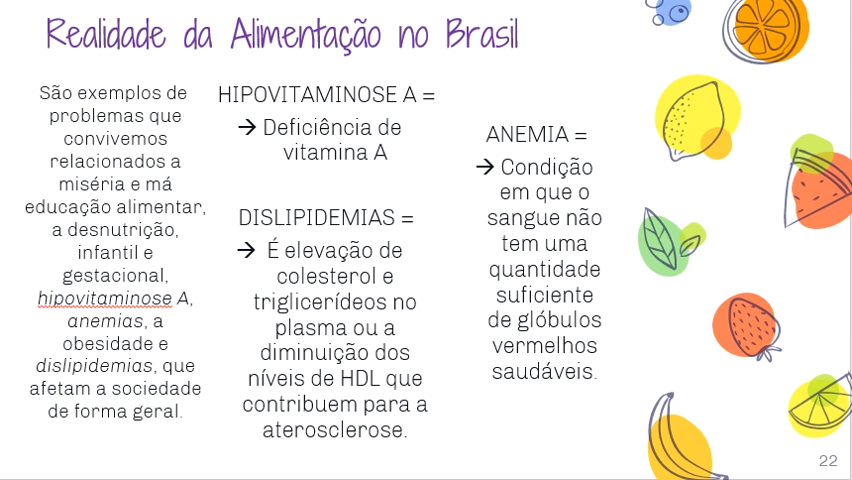 Realidade da Alimentação no Brasil
São exemplos de
problemas que
convivemos
relacionados a
miséria e má
educação alimentar,
a desnutrição,
infantil e
gestacional,
hipovitaminose A,
anemias, a
obesidade e
dislipidemias, que
afetam a sociedade
de forma geral.
HIPOVITAMINOSE A =
→ Deficiência de
vitamina A
DISLIPIDEMIAS =
→ É elevação de
colesterol e
triglicerídeos no
plasma ou a
diminuição dos
níveis de HDL que
contribuem para a
aterosclerose.
ANEMIA =
→ Condição
em que o
sangue não
tem uma
quantidade
suficiente
de glóbulos
vermelhos
saudáveis.
22